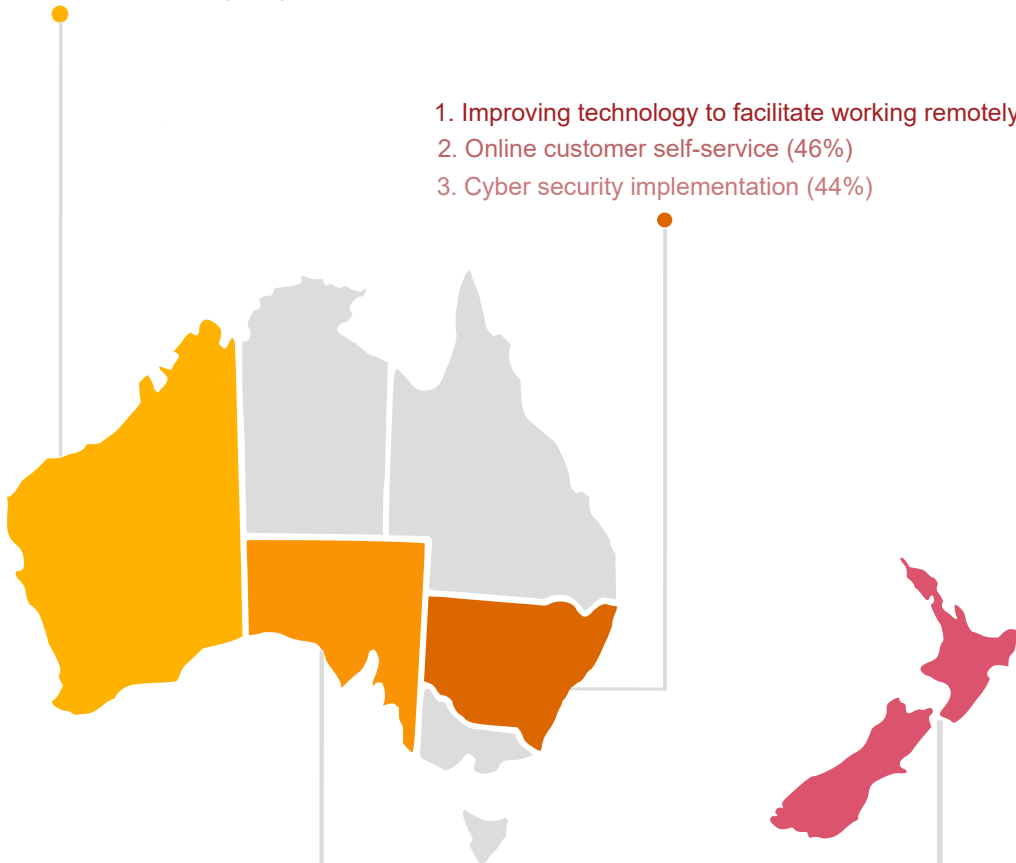 1. Improving technology to facilitate working remotely
2. Online customer self-service (46%)
3. Cyber security implementation (44%)